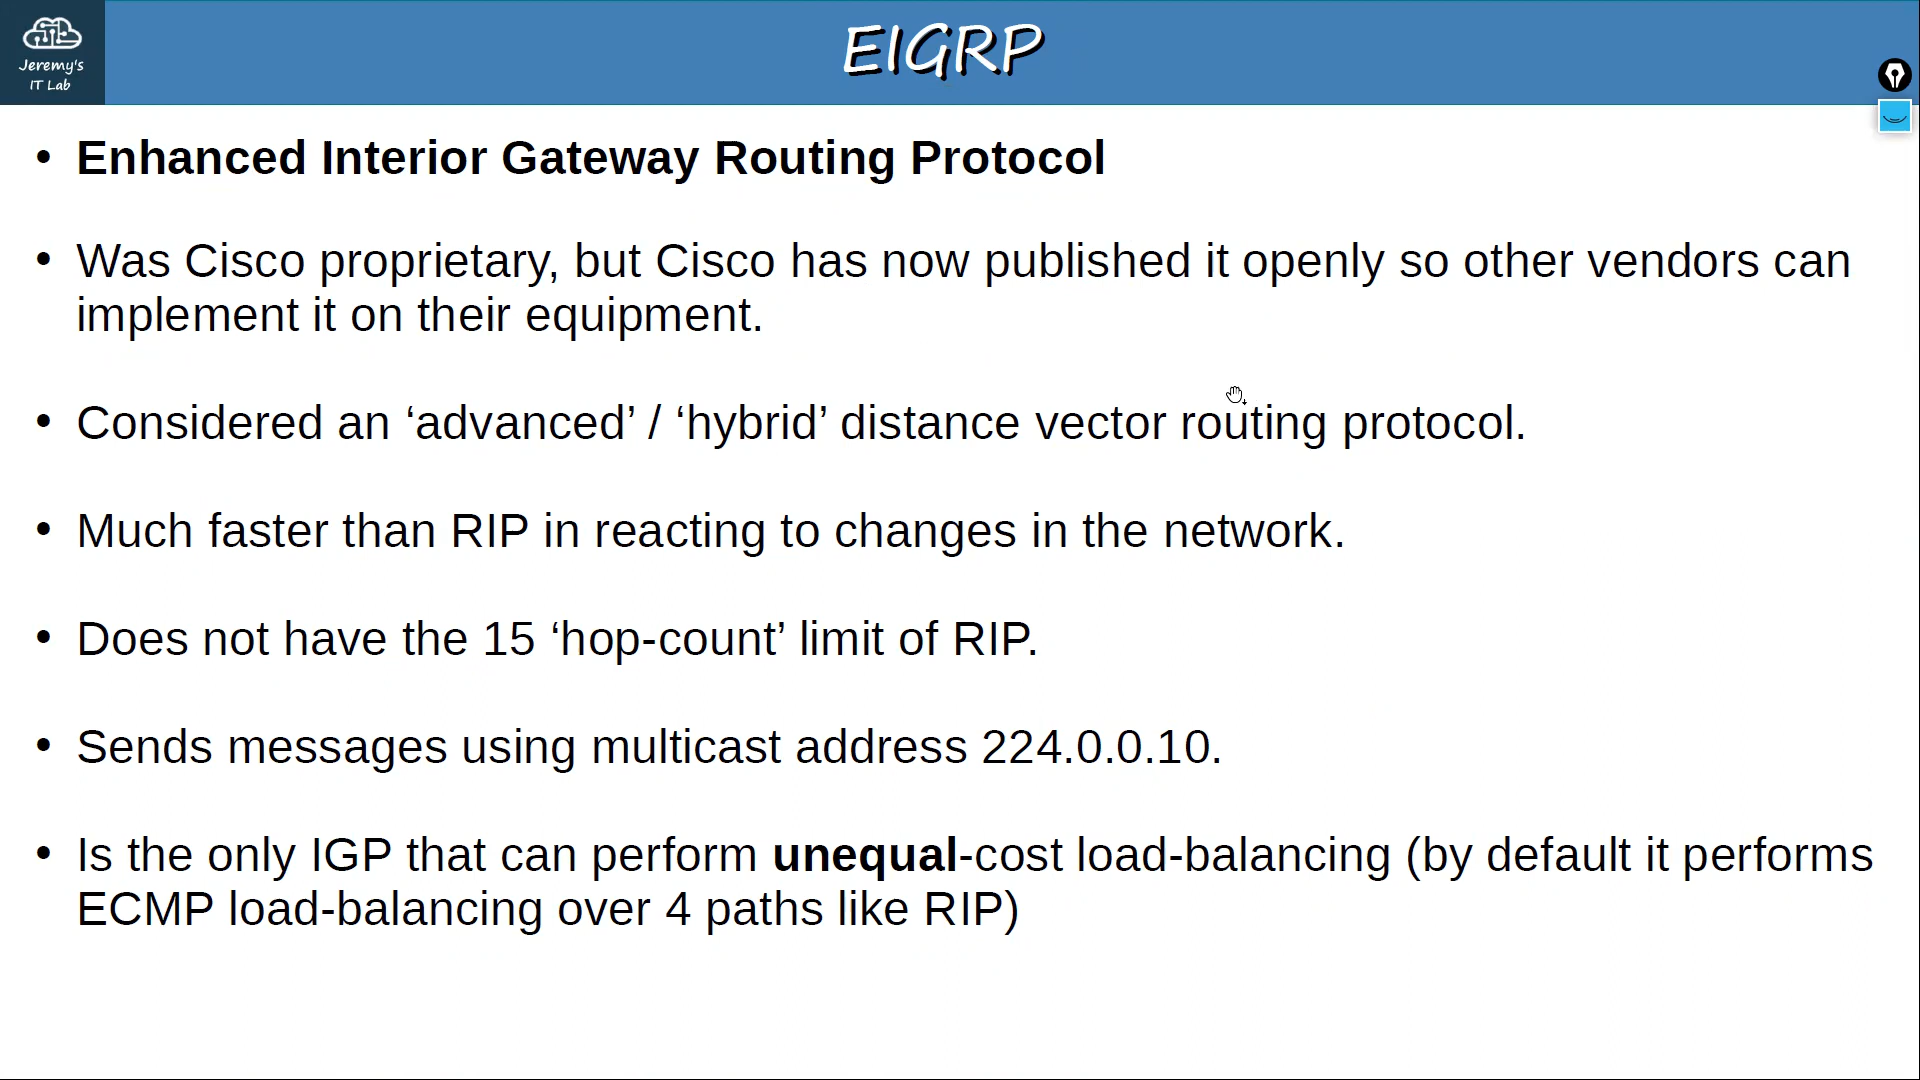 Jeremy's
IT Lab
EIGRP
• Enhanced Interior Gateway Routing Protocol
• Was Cisco proprietary, but Cisco has now published it openly so other vendors can
implement it on their equipment.
• Considered an ‘advanced’ / ‘hybrid’ distance vector routing protocol.
• Much faster than RIP in reacting to changes in the network.
• Does not have the 15 ‘hop-count’ limit of RIP.
• Sends messages using multicast address 224.0.0.10.
• Is the only IGP that can perform unequal-cost load-balancing (by default it performs
ECMP load-balancing over 4 paths like RIP)